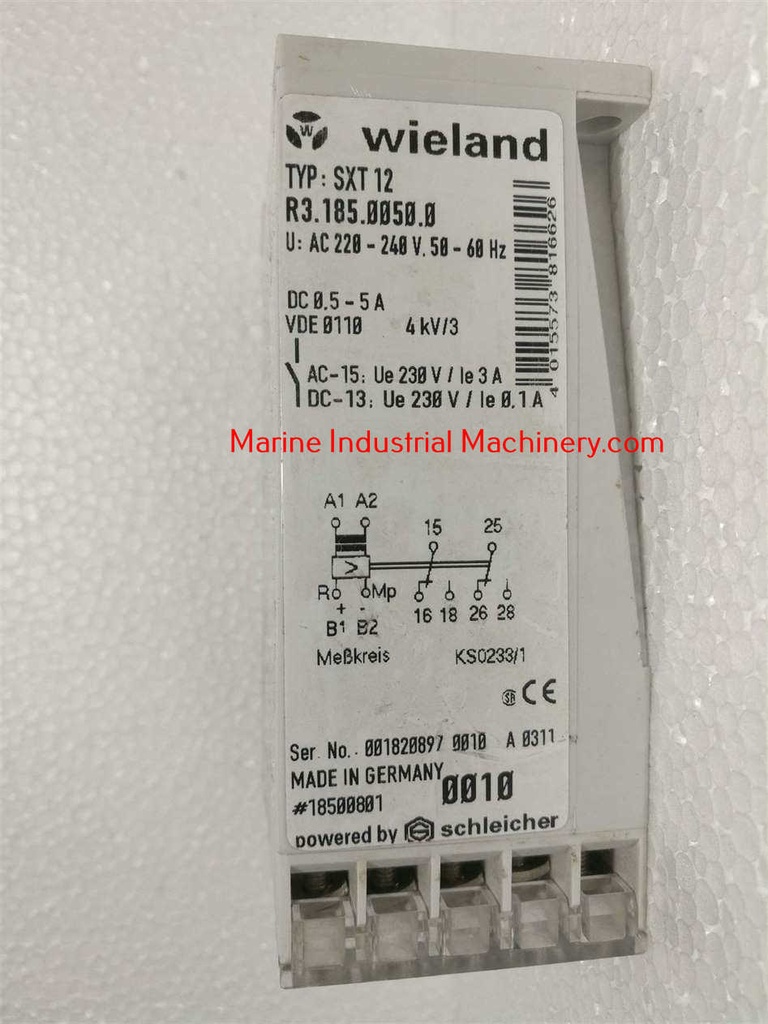 W wieland
TYP: SXT 12
R3.185.0050.0
U: AC 220 - 240 V, 50 - 60 Hz
DC 0,5 - 5 A
VDE 0110 4 kV/3
AC-15: Ue 230 V / Ie 3 A
DC-13: Ue 230 V / Ie 0,1 A
4 015573 816626
Marine Industrial Machinery.com
A1 A2
15 25
>
R Mp
+ -
16 18 26 28
B1 B2
Meßkreis KS0233/1
CE
Ser. No.. 001820897 0010 A 0311
MADE IN GERMANY
0010
#18500801
powered by schleicher